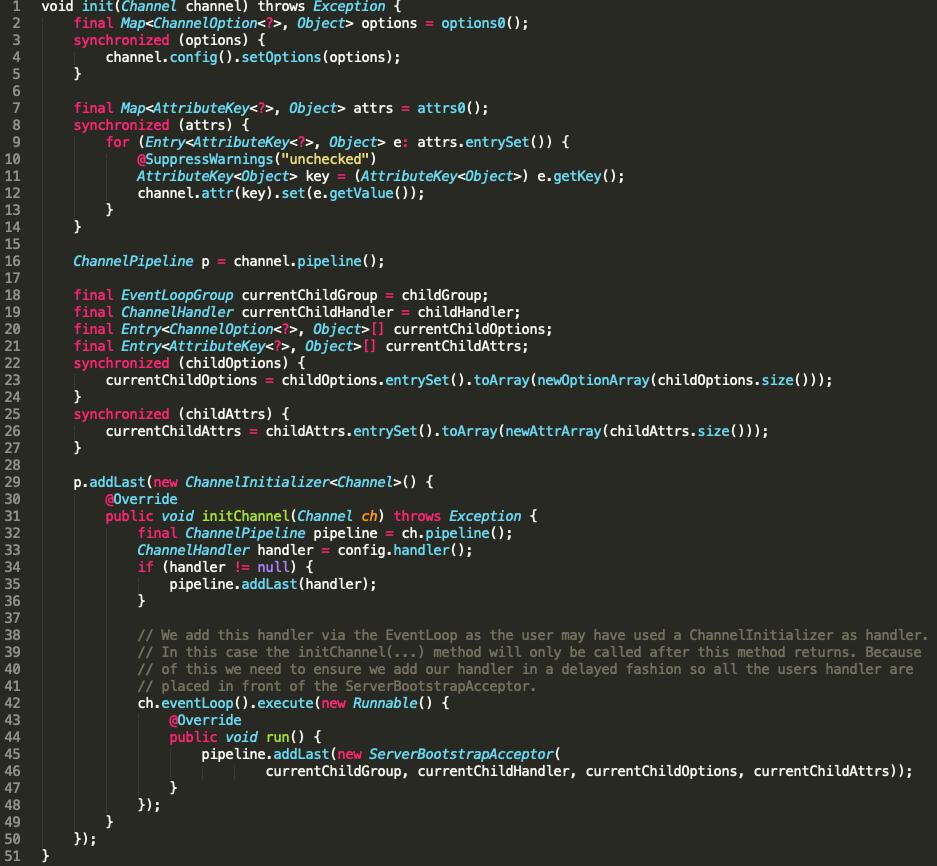 1 void init(Channel channel) throws Exception {
2     final Map<ChannelOption<?>, Object> options = options0();
3     synchronized (options) {
4         channel.config().setOptions(options);
5     }
6
7     final Map<AttributeKey<?>, Object> attrs = attrs0();
8     synchronized (attrs) {
9         for (Entry<AttributeKey<?>, Object> e: attrs.entrySet()) {
10             @SuppressWarnings("unchecked")
11             AttributeKey<Object> key = (AttributeKey<Object>) e.getKey();
12             channel.attr(key).set(e.getValue());
13         }
14     }
15
16     ChannelPipeline p = channel.pipeline();
17
18     final EventLoopGroup currentChildGroup = childGroup;
19     final ChannelHandler currentChildHandler = childHandler;
20     final Entry<ChannelOption<?>, Object>[] currentChildOptions;
21     final Entry<AttributeKey<?>, Object>[] currentChildAttrs;
22     synchronized (childOptions) {
23         currentChildOptions = childOptions.entrySet().toArray(newOptionArray(childOptions.size()));
24     }
25     synchronized (childAttrs) {
26         currentChildAttrs = childAttrs.entrySet().toArray(newAttrArray(childAttrs.size()));
27     }
28
29     p.addLast(new ChannelInitializer<Channel>() {
30         @Override
31         public void initChannel(Channel ch) throws Exception {
32             final ChannelPipeline pipeline = ch.pipeline();
33             ChannelHandler handler = config.handler();
34             if (handler != null) {
35                 pipeline.addLast(handler);
36             }
37
38             // We add this handler via the EventLoop as the user may have used a ChannelInitializer as handler.
39             // In this case the initChannel(...) method will only be called after this method returns. Because
40             // of this we need to ensure we add our handler in a delayed fashion so all the users handler are
41             // placed in front of the ServerBootstrapAcceptor.
42             ch.eventLoop().execute(new Runnable() {
43                 @Override
44                 public void run() {
45                     pipeline.addLast(new ServerBootstrapAcceptor(
46                             currentChildGroup, currentChildHandler, currentChildOptions, currentChildAttrs));
47                 }
48             });
49         }
50     });
51 }